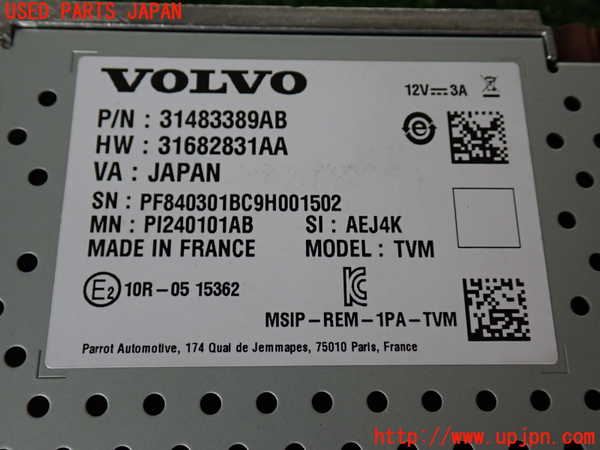 USED PARTS JAPAN
VOLVO
12V 3A
P/N : 31483389AB
HW : 31682831AA
VA : JAPAN
SN : PF840301BC9H001502
MN : PI240101AB SI : AEJ4K
MADE IN FRANCE MODEL : TVM
E2 10R-05 15362
MSIP-REM-1PA-TVM
Parrot Automotive, 174 Quai de Jemmapes, 75010 Paris, France
http://www.upjpn.com/